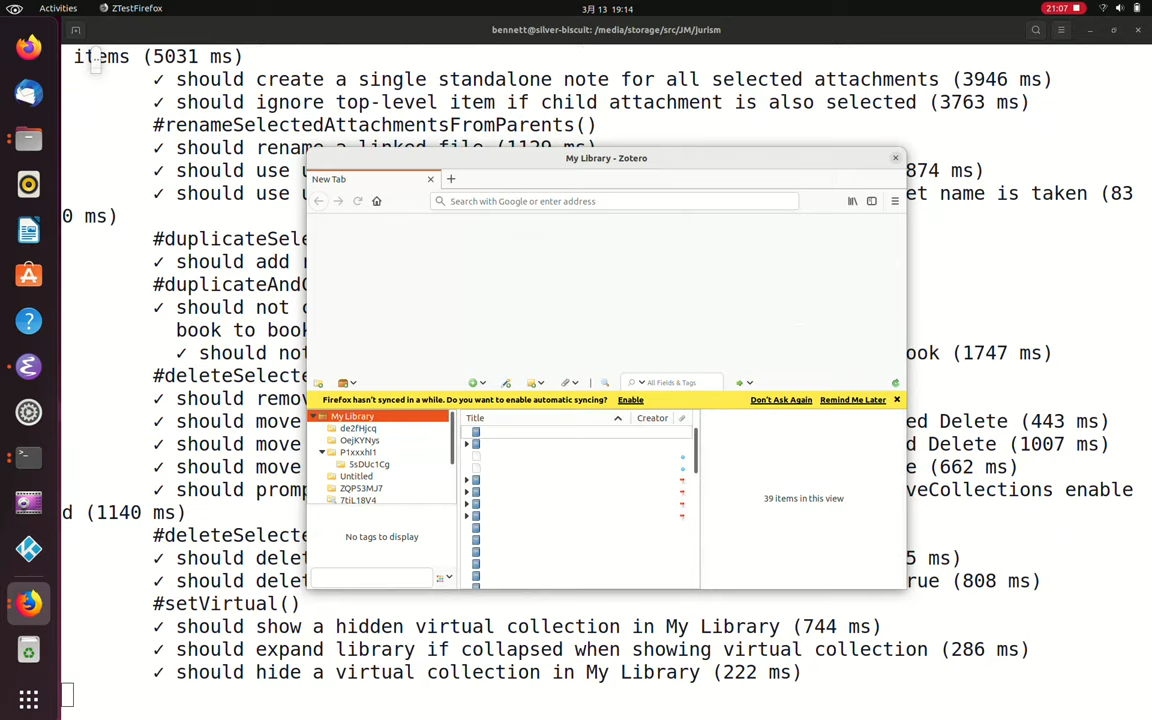 Activities
ZTestFirefox
3月 13 19:14
21:07
bennett@silver-biscuit: /media/storage/src/JM/jurism
items (5031 ms)
✓ should create a single standalone note for all selected attachments (3946 ms)
✓ should ignore top-level item if child attachment is also selected (3763 ms)
#renameSelectedAttachmentsFromParents()
✓ should rename a linked file (1129 ms)
✓ should use u
874 ms)
✓ should use u
et name is taken (83
0 ms)
#duplicateSele
✓ should add r
#duplicateAndC
✓ should not c
book to boo
✓ should no
ook (1747 ms)
#deleteSelecte
✓ should remov
✓ should move
ed Delete (443 ms)
✓ should move
d Delete (1007 ms)
✓ should move
e (662 ms)
✓ should promp
veCollections enable
d (1140 ms)
#deleteSelecte
✓ should delet
5 ms)
✓ should delet
rue (808 ms)
#setVirtual()
✓ should show a hidden virtual collection in My Library (744 ms)
✓ should expand library if collapsed when showing virtual collection (286 ms)
✓ should hide a virtual collection in My Library (222 ms)
My Library - Zotero
New Tab
Search with Google or enter address
All Fields & Tags
Firefox hasn't synced in a while. Do you want to enable automatic syncing? Enable
Don't Ask Again
Remind Me Later
My Library
de2fHjcq
OejKYNys
P1xxxhI1
5sDUc1Cg
Untitled
ZQP53MJ7
7tiL18V4
No tags to display
Title
Creator
39 items in this view